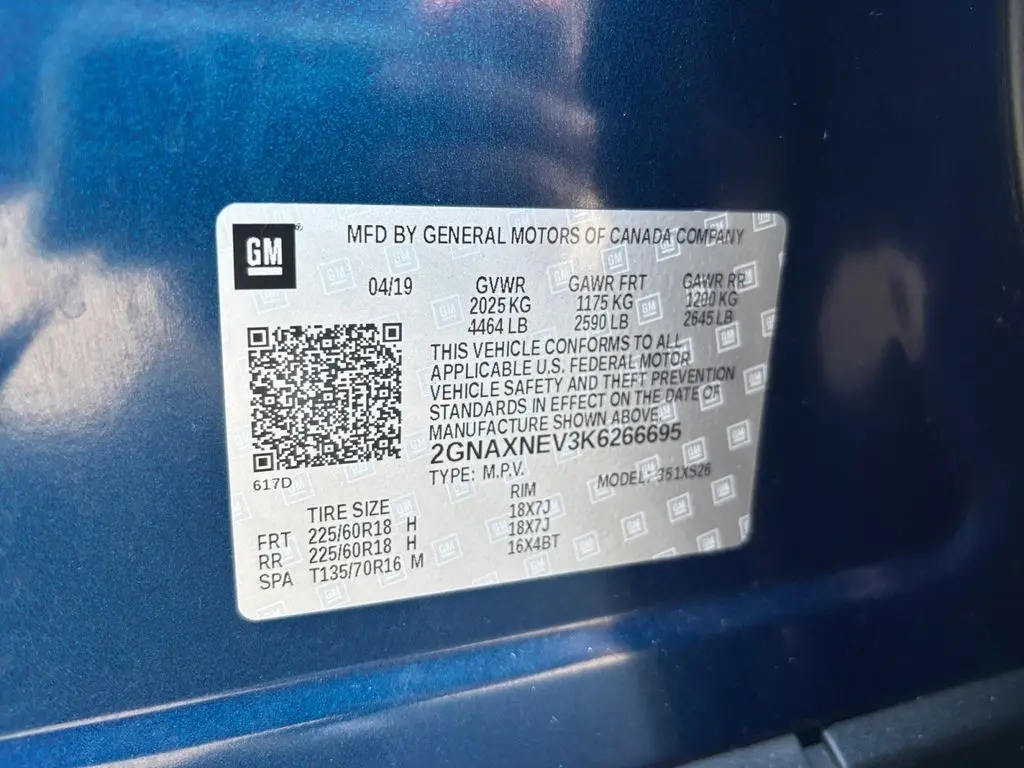 GM
MFD BY GENERAL MOTORS OF CANADA COMPANY
04/19 GVWR GAWR FRT GAWR RR
2025 KG 1175 KG 1200 KG
4464 LB 2590 LB 2645 LB
THIS VEHICLE CONFORMS TO ALL
APPLICABLE U.S. FEDERAL MOTOR
VEHICLE SAFETY AND THEFT PREVENTION
STANDARDS IN EFFECT ON THE DATE OF
MANUFACTURE SHOWN ABOVE.
2GNAXNEV3K6266695
617D
TYPE: M.P.V. MODEL: 351XS26
TIRE SIZE RIM
FRT 225/60R18 H 18X7J
RR 225/60R18 H 18X7J
SPA T135/70R16 M 16X4BT